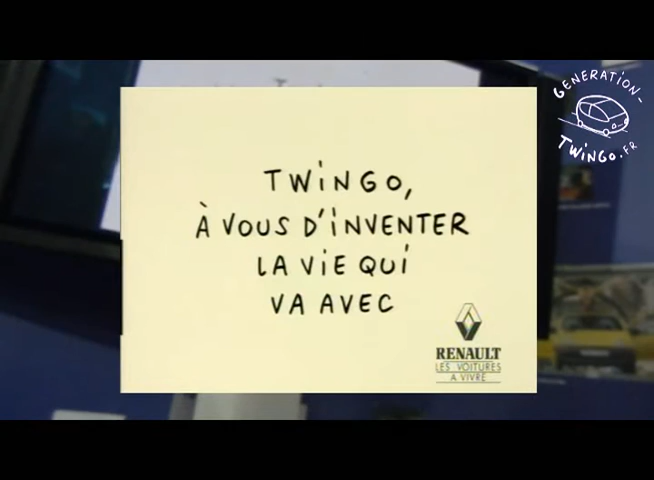 GENERATION-
TWiNGO.FR
TWiNGO,
À VOUS D'iNVENTER
LA ViE QUi
VA AVEC
RENAULT
LES VOITURES
A VIVRE